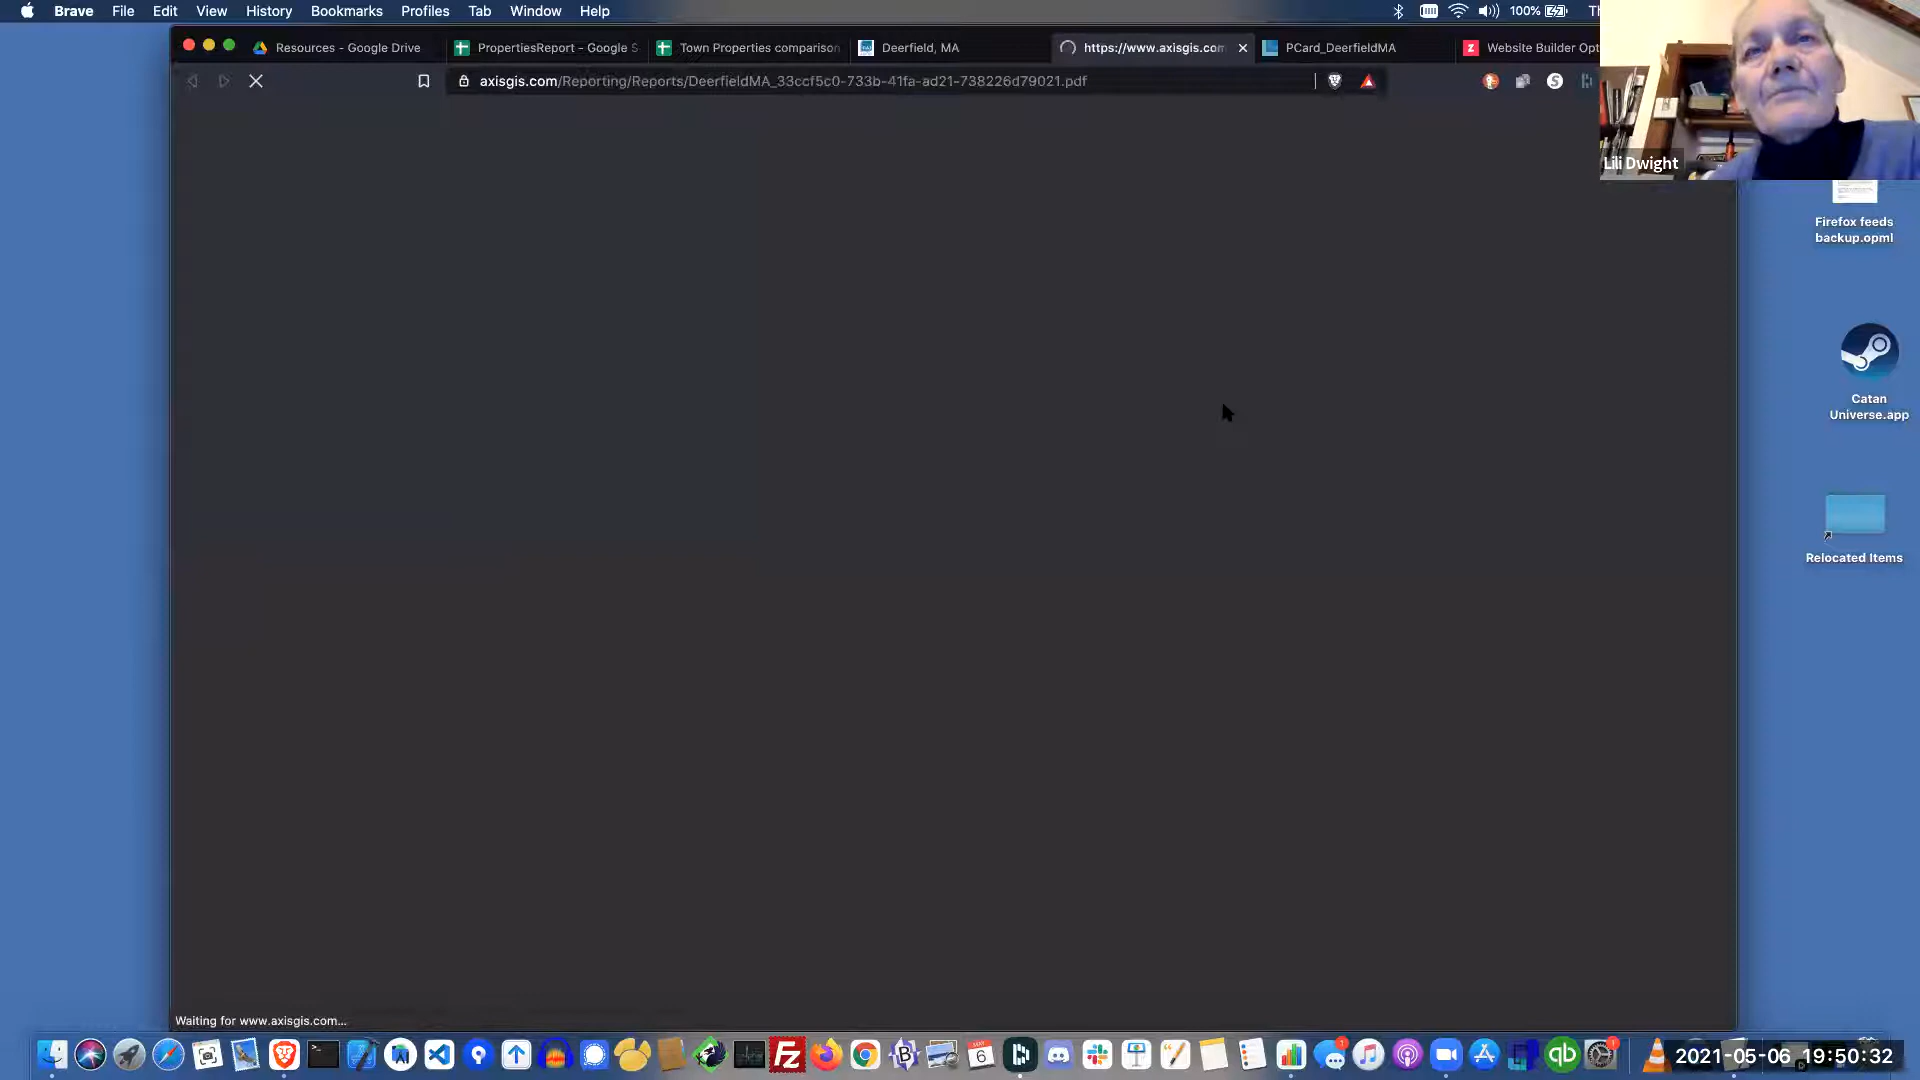 Brave File Edit View History Bookmarks Profiles Tab Window Help 100% Th
Resources - Google Drive PropertiesReport - Google S Town Properties comparison Deerfield, MA https://www.axisgis.com PCard_DeerfieldMA Website Builder Opt
axisgis.com/Reporting/Reports/DeerfieldMA_33ccf5c0-733b-41fa-ad21-738226d79021.pdf
Lili Dwight
Firefox feeds
backup.opml
Catan
Universe.app
Relocated Items
Waiting for www.axisgis.com...
2021-05-06 19:50:32